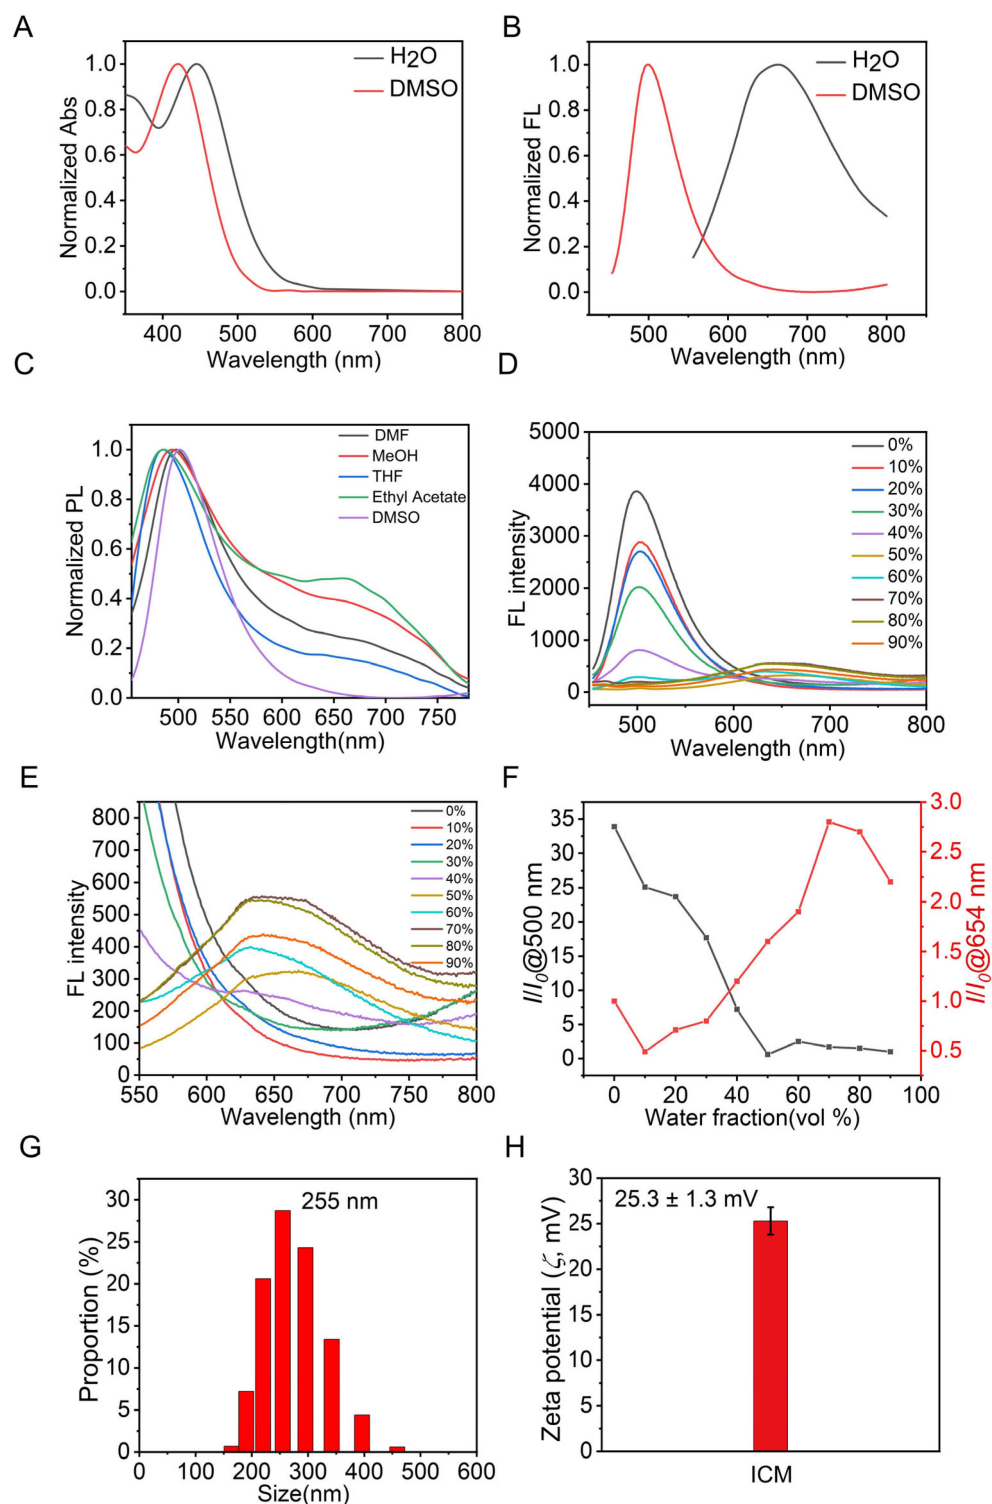 A
H2O
DMSO
Normalized Abs
1.0
0.8
0.6
0.4
0.2
0.0
400 500 600 700 800
Wavelength (nm)
B
H2O
DMSO
Normalized FL
1.0
0.8
0.6
0.4
0.2
0.0
500 600 700 800
Wavelength (nm)
C
DMF
MeOH
THF
Ethyl Acetate
DMSO
Normalized PL
1.0
0.8
0.6
0.4
0.2
0.0
500 550 600 650 700 750
Wavelength(nm)
D
0%
10%
20%
30%
40%
50%
60%
70%
80%
90%
FL intensity
5000
4000
3000
2000
1000
0
500 600 700 800
Wavelength (nm)
E
0%
10%
20%
30%
40%
50%
60%
70%
80%
90%
FL intensity
800
700
600
500
400
300
200
100
0
550 600 650 700 750 800
Wavelength (nm)
F
I/I0@500 nm
35
30
25
20
15
10
5
0
3.0
2.5
2.0
1.5
1.0
0.5
I/I0@654 nm
0 20 40 60 80 100
Water fraction(vol %)
G
255 nm
Proportion (%)
30
25
20
15
10
5
0
0 100 200 300 400 500 600
Size(nm)
H
25.3 ± 1.3 mV
Zeta potential (ζ, mV)
30
25
20
15
10
5
0
ICM